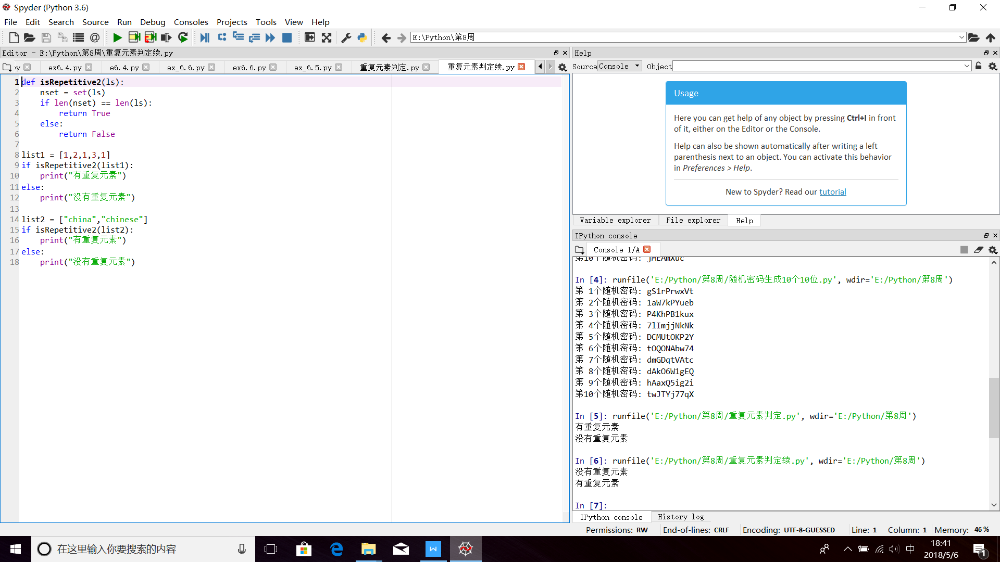 Spyder (Python 3.6)
File Edit Search Source Run Debug Consoles Projects Tools View Help
E:\Python\第8周
Editor - E:\Python\第8周\重复元素判定续.py
py ex6.4.py e6.4.py ex_6.6.py ex6.6.py ex_6.5.py 重复元素判定.py 重复元素判定续.py
1 def isRepetitive2(ls):
2 nset = set(ls)
3 if len(nset) == len(ls):
4 return True
5 else:
6 return False
7
8 list1 = [1,2,1,3,1]
9 if isRepetitive2(list1):
10 print("有重复元素")
11 else:
12 print("没有重复元素")
13
14 list2 = ["china","chinese"]
15 if isRepetitive2(list2):
16 print("有重复元素")
17 else:
18 print("没有重复元素")
Help
Source Console Object
Usage
Here you can get help of any object by pressing Ctrl+I in front
of it, either on the Editor or the Console.
Help can also be shown automatically after writing a left
parenthesis next to an object. You can activate this behavior
in Preferences > Help.
New to Spyder? Read our tutorial
Variable explorer File explorer Help
IPython console
Console 1/A
第10个随机密码: jMEAmXuc
In [4]: runfile('E:/Python/第8周/随机密码生成10个10位.py', wdir='E:/Python/第8周')
第 1个随机密码: gS1rPrwxVt
第 2个随机密码: 1aW7kPYueb
第 3个随机密码: P4KhPB1kux
第 4个随机密码: 7lImjjNkNk
第 5个随机密码: DCMUtOKP2Y
第 6个随机密码: tOQONAbw74
第 7个随机密码: dmGDqtVAtc
第 8个随机密码: dAkO6W1gEQ
第 9个随机密码: hAaxQ5ig2i
第10个随机密码: twJTYj77qX
In [5]: runfile('E:/Python/第8周/重复元素判定.py', wdir='E:/Python/第8周')
有重复元素
没有重复元素
In [6]: runfile('E:/Python/第8周/重复元素判定续.py', wdir='E:/Python/第8周')
没有重复元素
有重复元素
In [7]:
IPython console History log
Permissions: RW End-of-lines: CRLF Encoding: UTF-8-GUESSED Line: 1 Column: 1 Memory: 46 %
在这里输入你要搜索的内容
中
18:41
2018/5/6
1